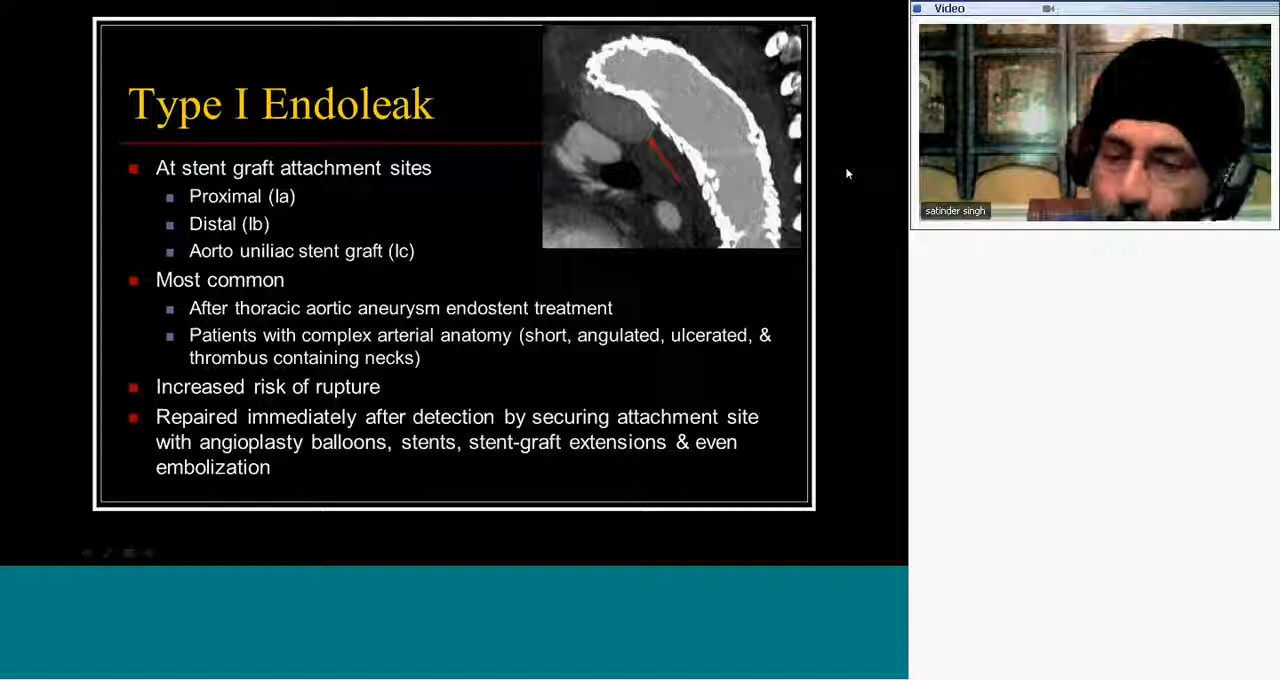 Type I Endoleak
At stent graft attachment sites
Proximal (Ia)
Distal (Ib)
Aorto uniliac stent graft (Ic)
Most common
After thoracic aortic aneurysm endostent treatment
Patients with complex arterial anatomy (short, angulated, ulcerated, &
thrombus containing necks)
Increased risk of rupture
Repaired immediately after detection by securing attachment site
with angioplasty balloons, stents, stent-graft extensions & even
embolization
Video
satinder singh